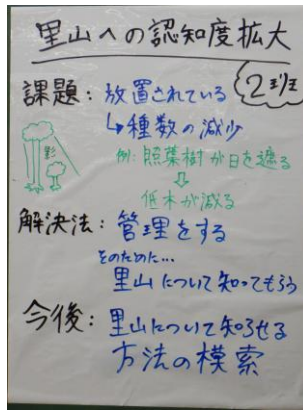 里山への認知度拡大
2班
課題：放置されている
↳種数の減少
例：照葉樹が日を遮る
⇩
低木が減る
影
解決法：管理をする
そのために…
里山について知ってもらう
今後：里山について知らせる
方法の模索